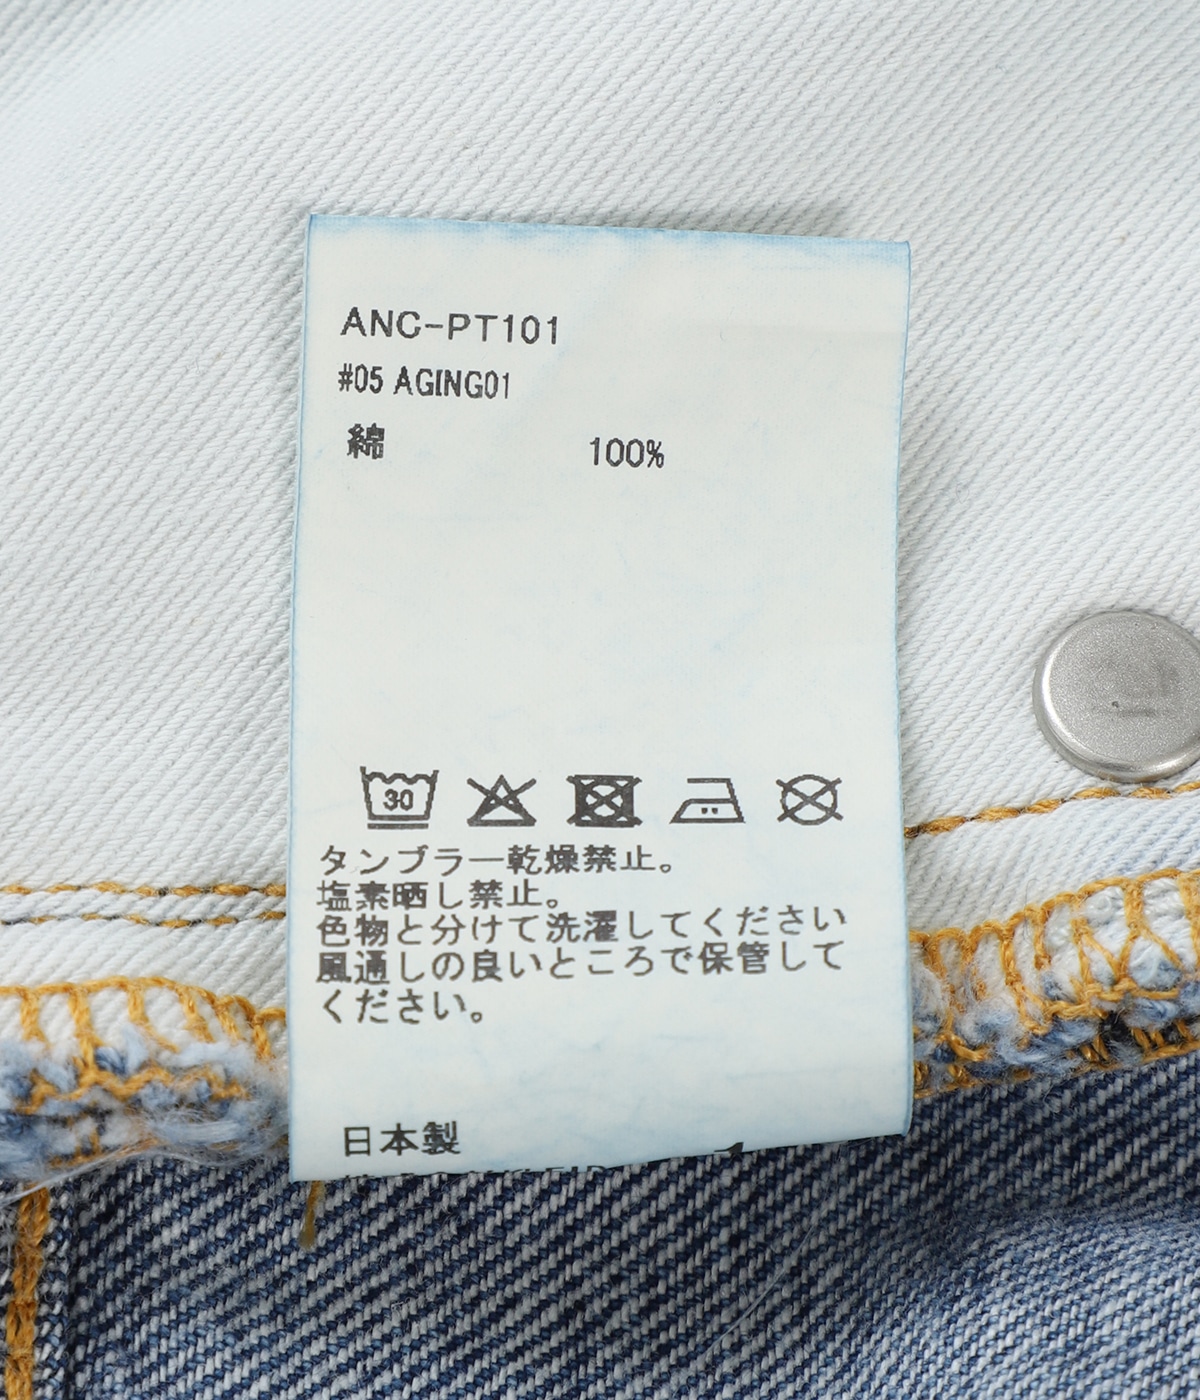 ANC-PT101
#05 AGING01
綿 100%
30
タンブラー乾燥禁止。
塩素晒し禁止。
色物と分けて洗濯してください
風通しの良いところで保管して
ください。
日本製